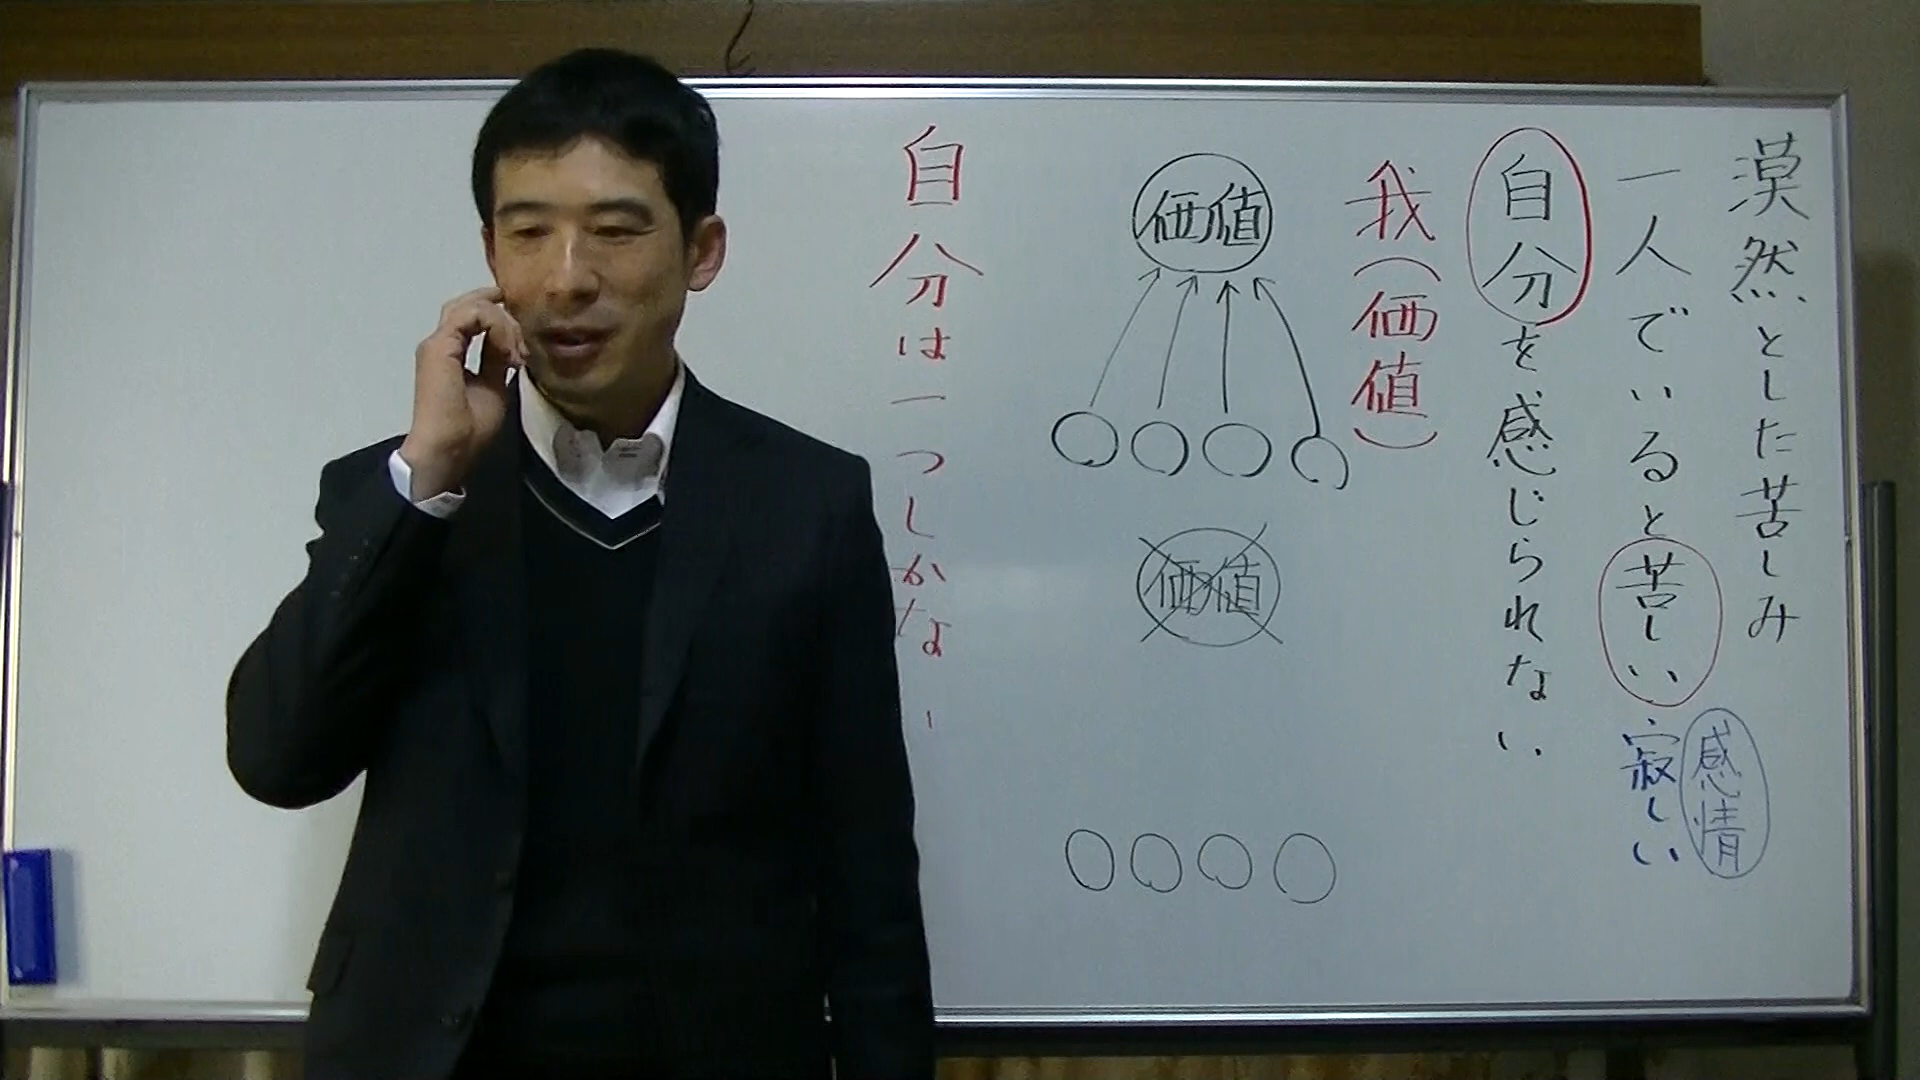 漠然とした苦しみ
一人でいると苦しい
寂しい
感情
自分を感じられない
我(価値)
価値
価値
自分は一つしかない